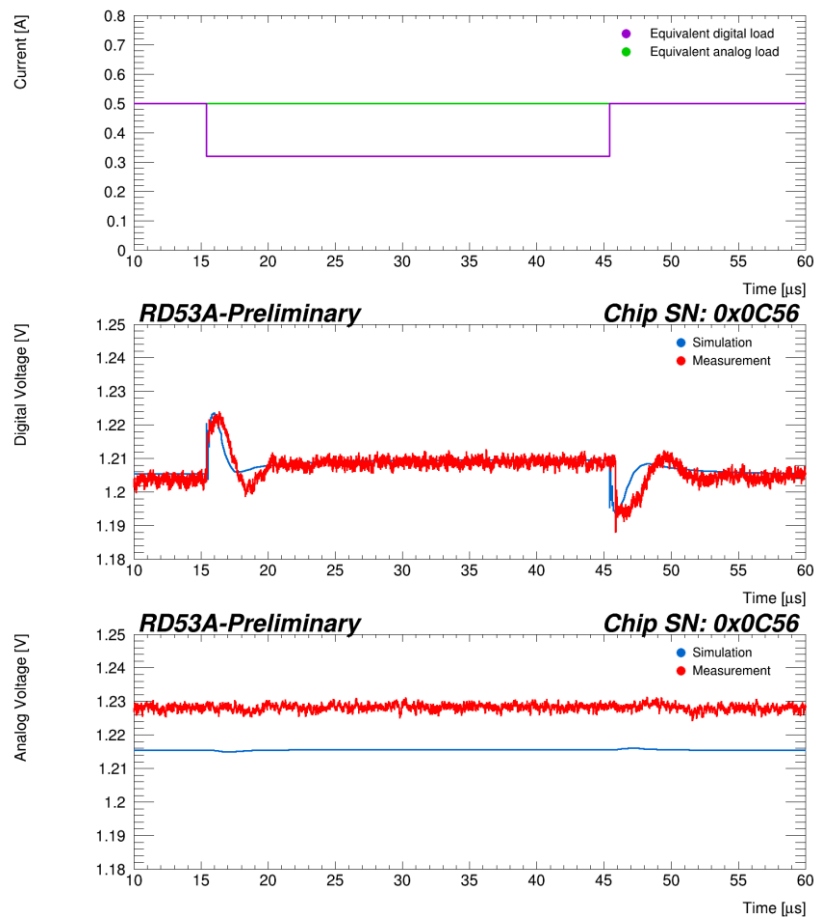 Current [A]
0.8
0.7
0.6
0.5
0.4
0.3
0.2
0.1
0
Equivalent digital load
Equivalent analog load
10 15 20 25 30 35 40 45 50 55 60
Time [μs]
RD53A-Preliminary Chip SN: 0x0C56
Digital Voltage [V]
1.25
1.24
1.23
1.22
1.21
1.2
1.19
1.18
Simulation
Measurement
10 15 20 25 30 35 40 45 50 55 60
Time [μs]
RD53A-Preliminary Chip SN: 0x0C56
Analog Voltage [V]
1.25
1.24
1.23
1.22
1.21
1.2
1.19
1.18
Simulation
Measurement
10 15 20 25 30 35 40 45 50 55 60
Time [μs]